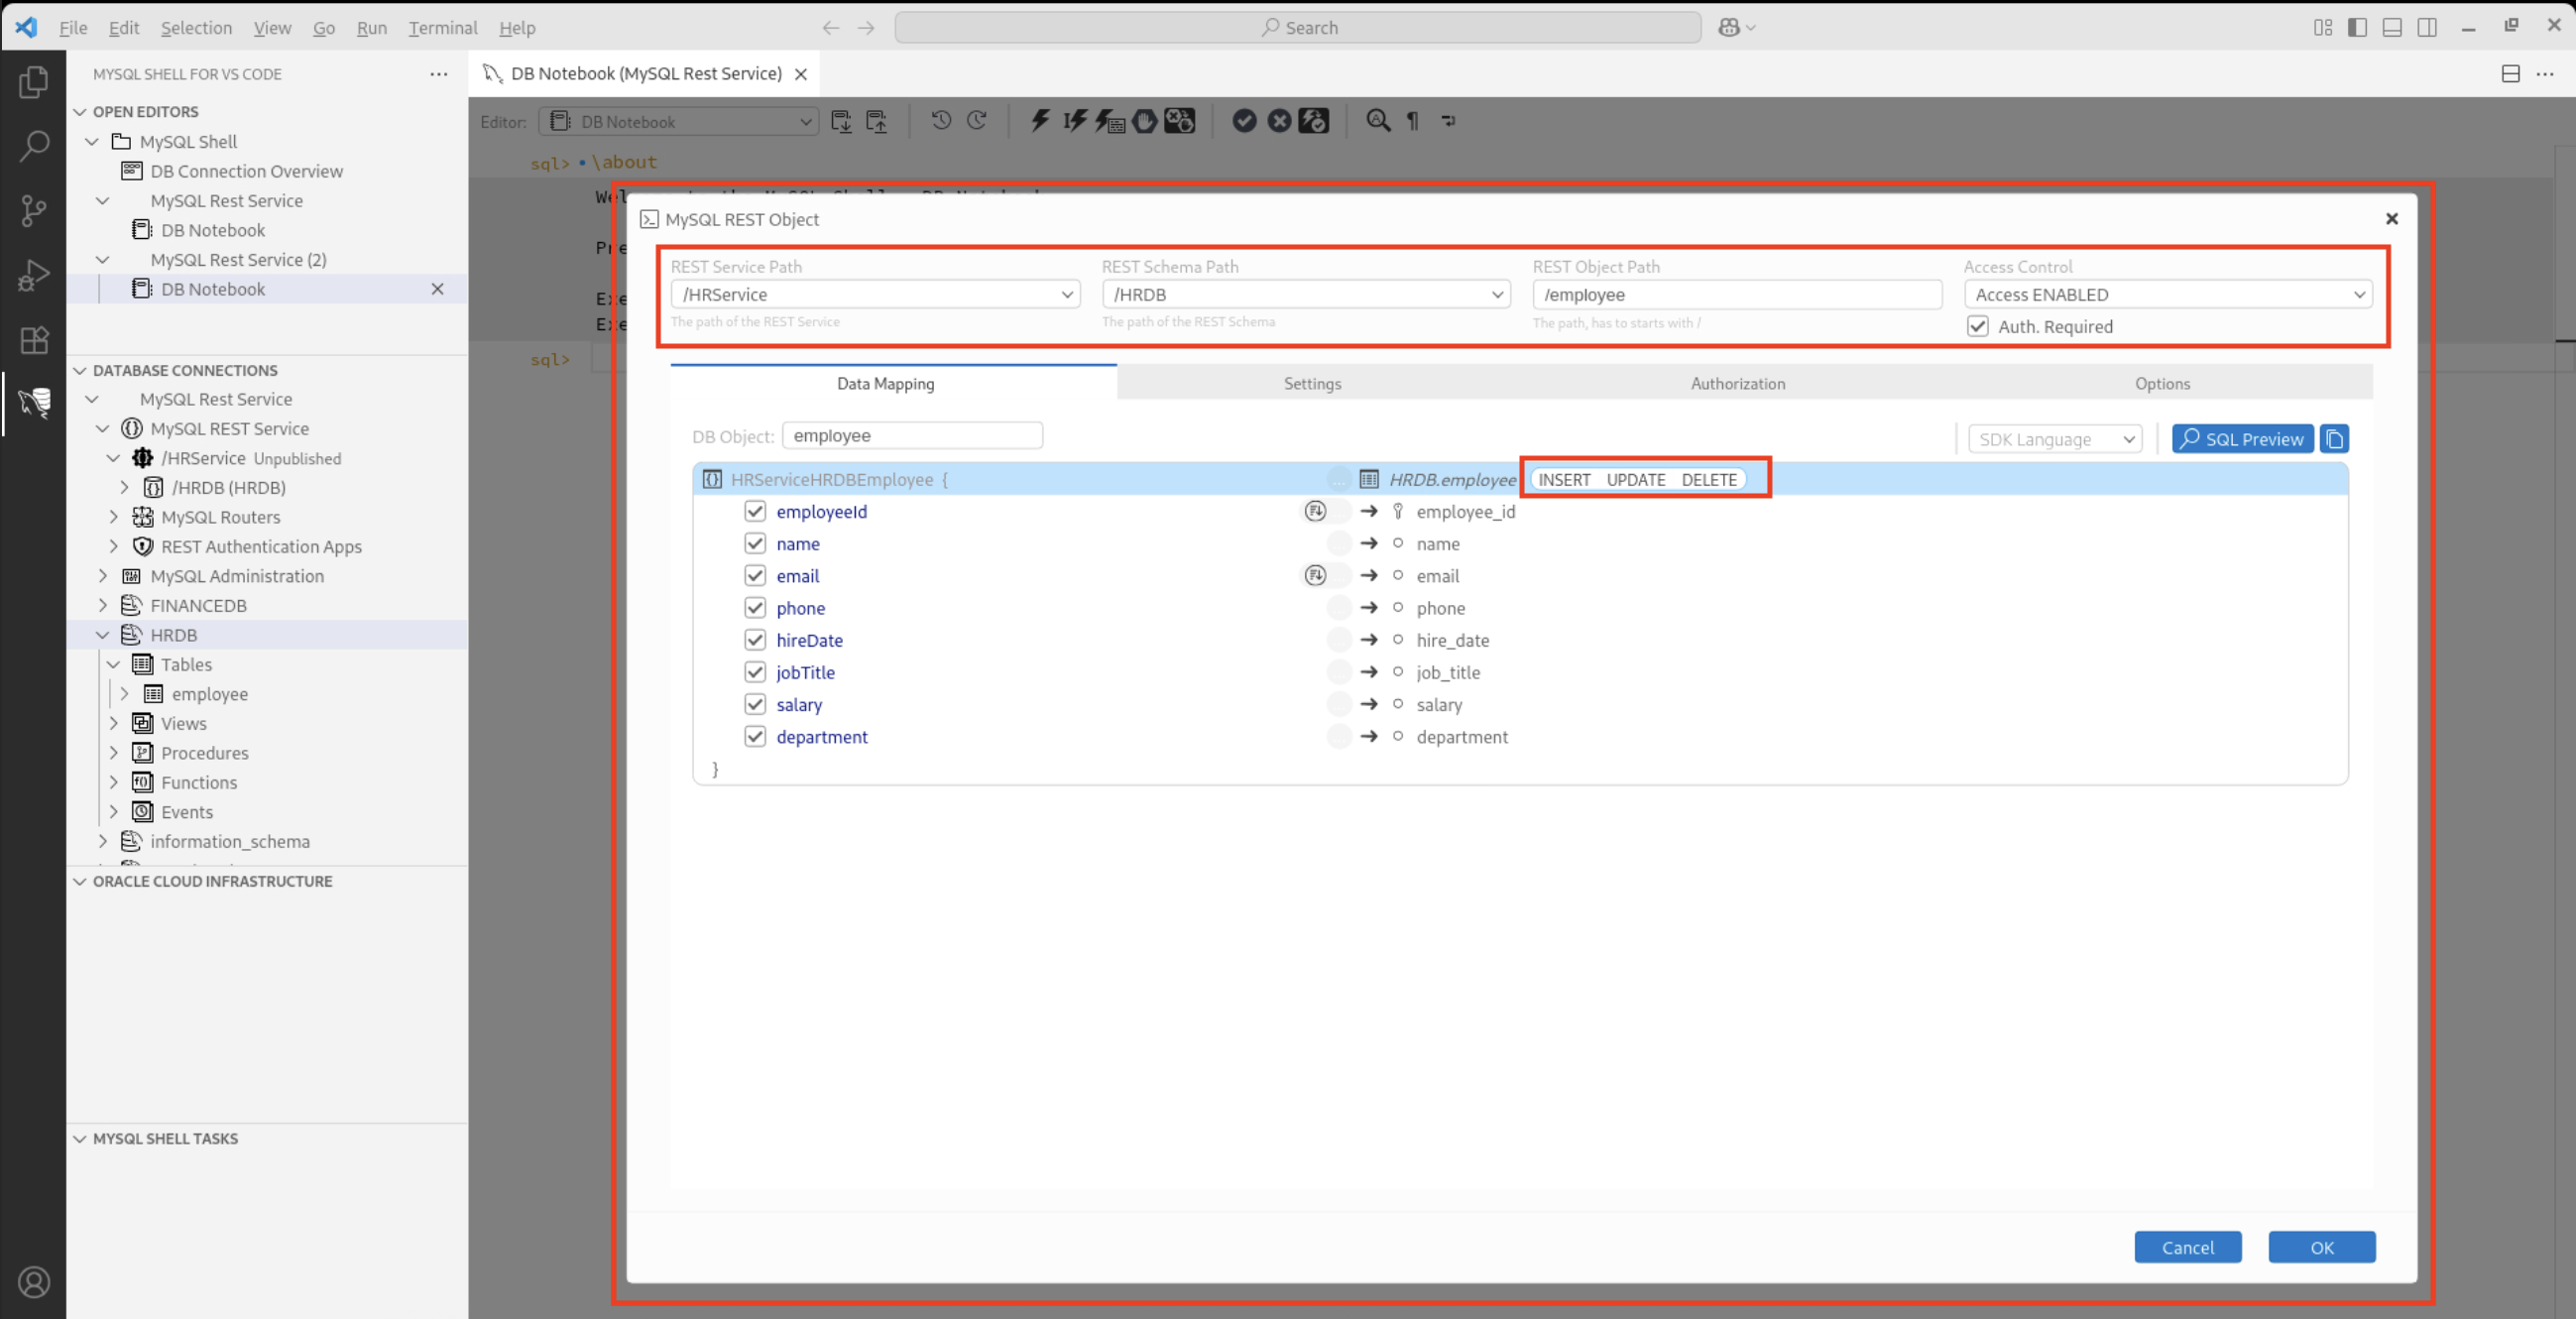 File Edit Selection View Go Run Terminal Help
Search
MYSQL SHELL FOR VS CODE
OPEN EDITORS
MySQL Shell
DB Connection Overview
MySQL Rest Service
DB Notebook
MySQL Rest Service (2)
DB Notebook
DATABASE CONNECTIONS
MySQL Rest Service
MySQL REST Service
/HRService Unpublished
/HRDB (HRDB)
MySQL Routers
REST Authentication Apps
MySQL Administration
FINANCEDB
HRDB
Tables
employee
Views
Procedures
Functions
Events
information_schema
ORACLE CLOUD INFRASTRUCTURE
MYSQL SHELL TASKS
DB Notebook (MySQL Rest Service)
Editor: DB Notebook
sql> \about
sql>
MySQL REST Object
REST Service Path REST Schema Path REST Object Path Access Control
/HRService /HRDB /employee Access ENABLED
The path of the REST Service The path of the REST Schema The path, has to starts with / Auth. Required
Data Mapping Settings Authorization Options
DB Object: employee SDK Language SQL Preview
HRServiceHRDBEmployee { HRDB.employee INSERT UPDATE DELETE
employeeId employee_id
name name
email email
phone phone
hireDate hire_date
jobTitle job_title
salary salary
department department
}
Cancel OK